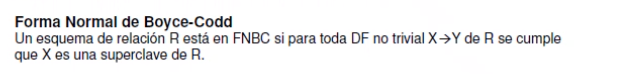 Forma Normal de Boyce-Codd
Un esquema de relación R está en FNBC si para toda DF no trivial X→Y de R se cumple
que X es una superclave de R.